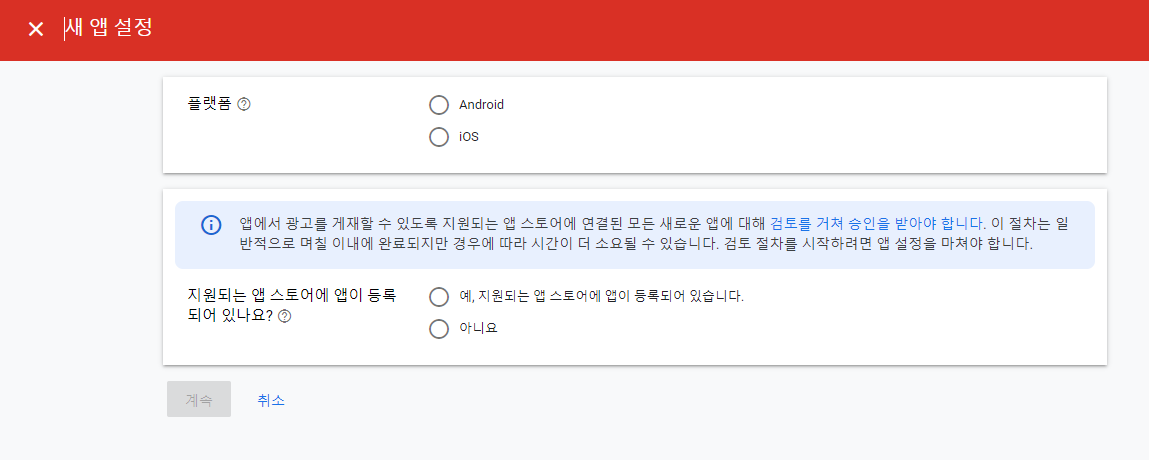 새 앱 설정
플랫폼
Android
iOS
앱에서 광고를 게재할 수 있도록 지원되는 앱 스토어에 연결된 모든 새로운 앱에 대해 검토를 거쳐 승인을 받아야 합니다. 이 절차는 일
반적으로 며칠 이내에 완료되지만 경우에 따라 시간이 더 소요될 수 있습니다. 검토 절차를 시작하려면 앱 설정을 마쳐야 합니다.
지원되는 앱 스토어에 앱이 등록
되어 있나요?
예, 지원되는 앱 스토어에 앱이 등록되어 있습니다.
아니요
계속
취소